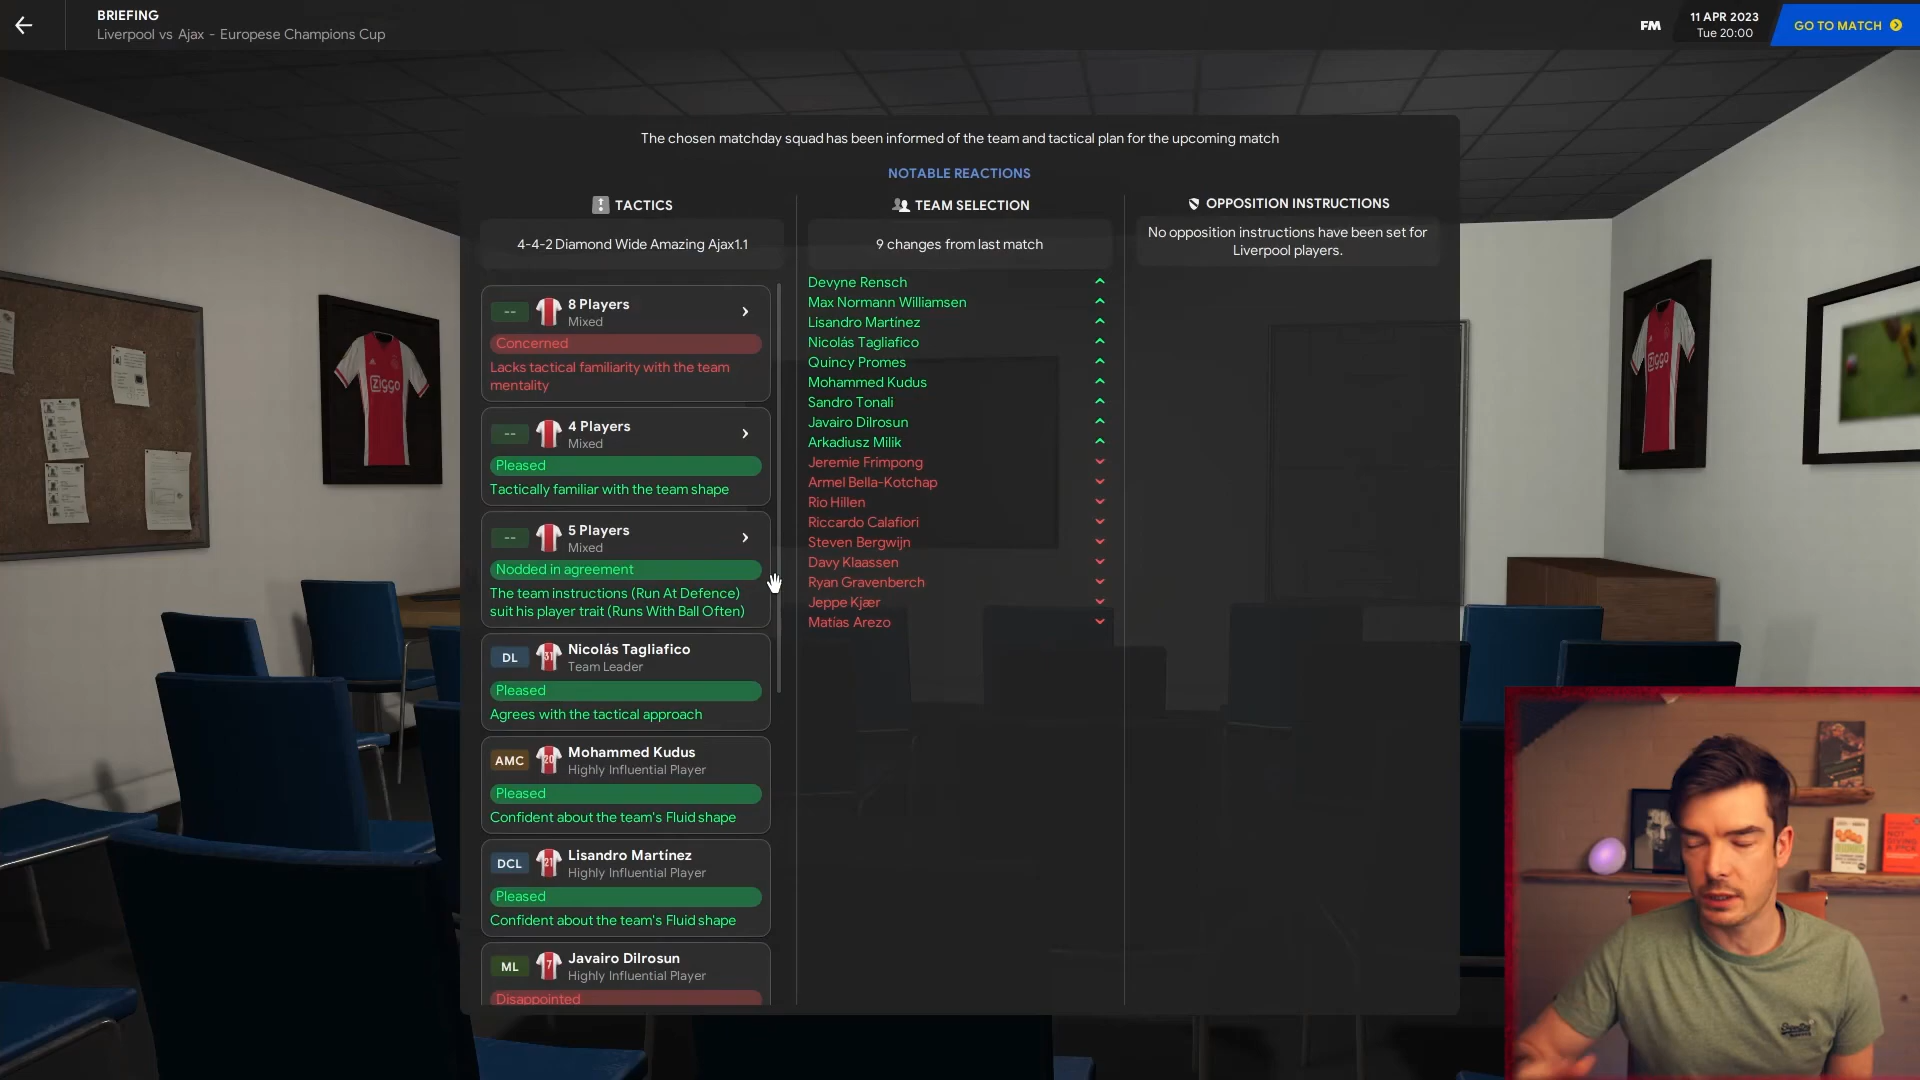 BRIEFING
Liverpool vs Ajax - Europese Champions Cup
FM
11 APR 2023
Tue 20:00
GO TO MATCH
The chosen matchday squad has been informed of the team and tactical plan for the upcoming match
NOTABLE REACTIONS
TACTICS
4-4-2 Diamond Wide Amazing Ajax1.1
-- 8 Players
Mixed
Concerned
Lacks tactical familiarity with the team
mentality
-- 4 Players
Mixed
Pleased
Tactically familiar with the team shape
-- 5 Players
Mixed
Nodded in agreement
The team instructions (Run At Defence)
suit his player trait (Runs With Ball Often)
DL 31 Nicolás Tagliafico
Team Leader
Pleased
Agrees with the tactical approach
AMC 20 Mohammed Kudus
Highly Influential Player
Pleased
Confident about the team's Fluid shape
DCL 21 Lisandro Martínez
Highly Influential Player
Pleased
Confident about the team's Fluid shape
ML 7 Javairo Dilrosun
Highly Influential Player
Disappointed
TEAM SELECTION
9 changes from last match
Devyne Rensch
Max Normann Williamsen
Lisandro Martínez
Nicolás Tagliafico
Quincy Promes
Mohammed Kudus
Sandro Tonali
Javairo Dilrosun
Arkadiusz Milik
Jeremie Frimpong
Armel Bella-Kotchap
Rio Hillen
Riccardo Calafiori
Steven Bergwijn
Davy Klaassen
Ryan Gravenberch
Jeppe Kjær
Matías Arezo
OPPOSITION INSTRUCTIONS
No opposition instructions have been set for
Liverpool players.
ziggo
ziggo